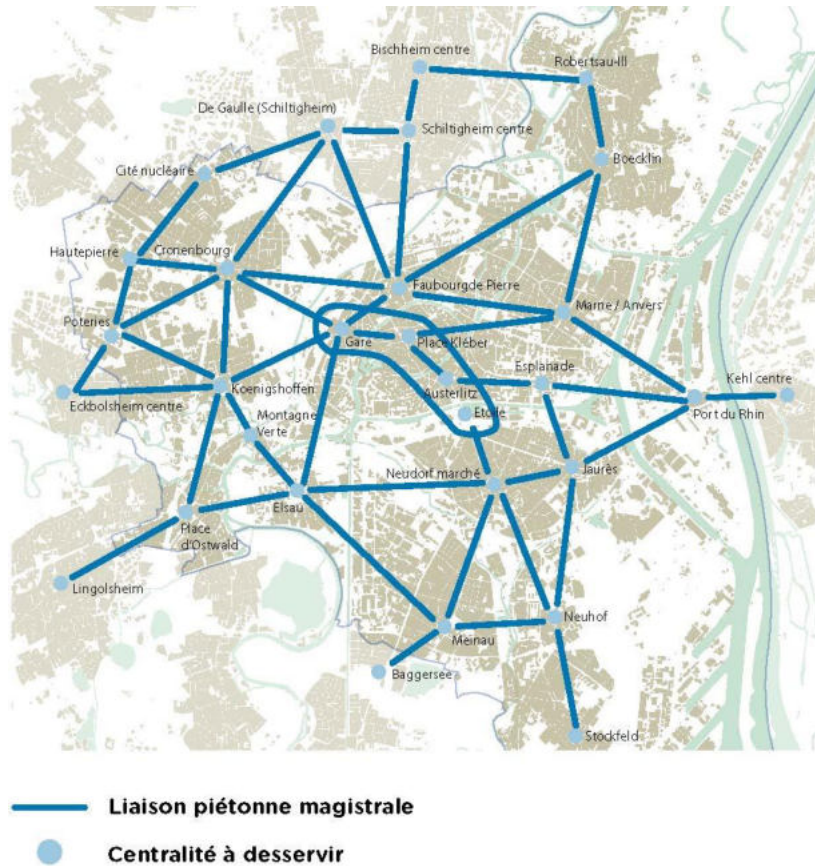 Bischheim centre
Robertsau-Ill
De Gaulle (Schiltigheim)
Schiltigheim centre
Boecklin
Cité nucléaire
Hautepierre
Cronenbourg
Faubourgde Pierre
Poteries
Marne / Anvers
Gare
Place Kléber
Esplanade
Kehl centre
Koenigshoffen
Austerlitz
Eckbolsheim centre
Etoile
Port du Rhin
Montagne
Verte
Neudorf marché
Jaurès
Elsau
Place
d'Ostwald
Lingolsheim
Neuhof
Meinau
Baggersee
Stockfeld
Liaison piétonne magistrale
Centralité à desservir